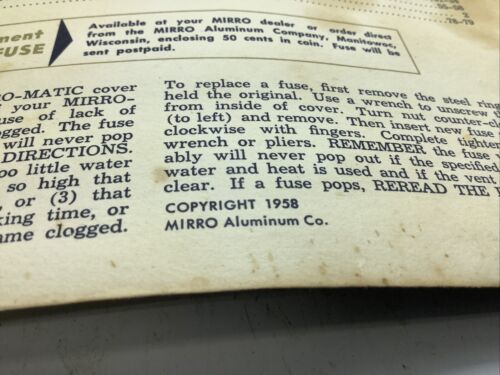 78-79
ment
FUSE
Available at your MIRRO dealer or order direct
from the MIRRO Aluminum Company, Manitowoc,
Wisconsin, enclosing 50 cents in coin. Fuse will be
sent postpaid.
O-MATIC cover
f your MIRRO-
use of lack of
ogged. The fuse
will never pop
DIRECTIONS.
oo little water
so high that
, or (3) that
king time, or
ame clogged.
To replace a fuse, first remove the steel ring
held the original. Use a wrench to unscrew th
from inside of cover. Turn nut counter-cl
(to left) and remove. Then insert new fuse
clockwise with fingers. Complete tighten
wrench or pliers. REMEMBER, the fuse
ably will never pop out if the specified
water and heat is used and if the vent
clear. If a fuse pops, REREAD THE
COPYRIGHT 1958
MIRRO Aluminum Co.